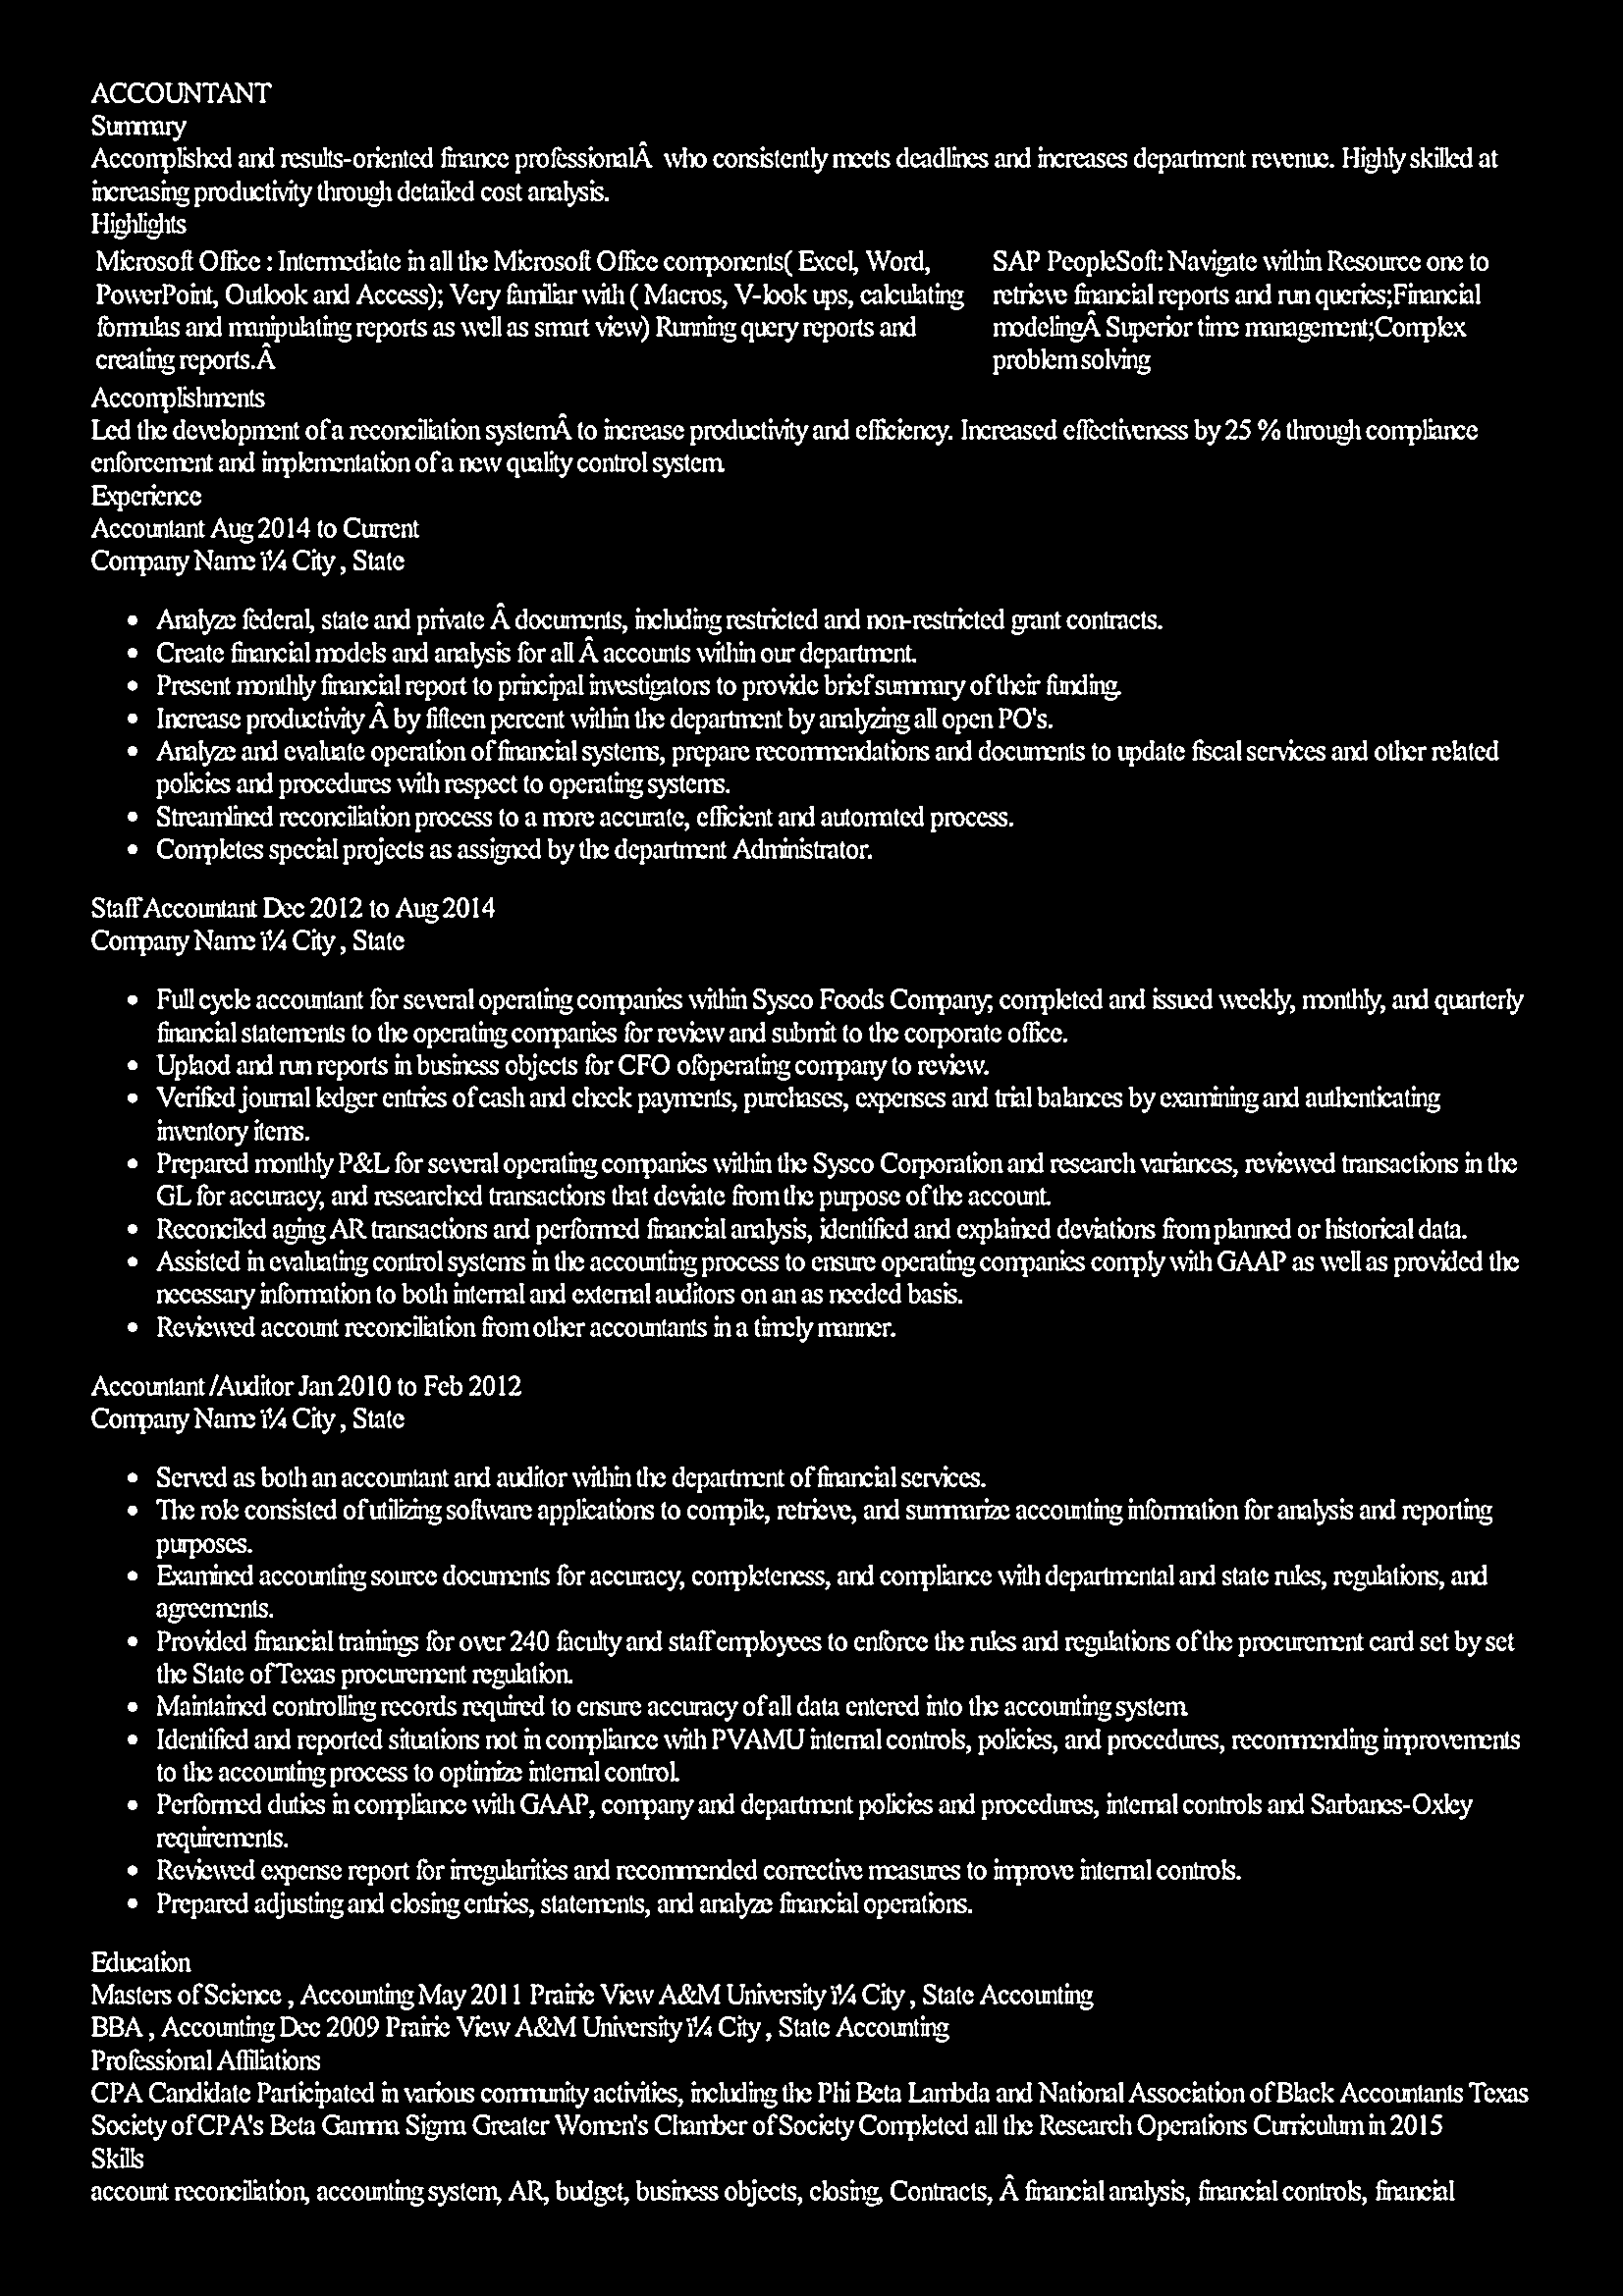 ACCOUNTANT
Summary
Accomplished and results-oriented finance professionalÂ  who consistently meets deadlines and increases department revenue. Highly skilled at
increasing productivity through detailed cost analysis.
Highlights
Microsoft Office : Intermediate in all the Microsoft Office components( Excel, Word,
PowerPoint, Outlook and Access); Very familiar with ( Macros, V-look ups, calculating
formulas and manipulating reports as well as smart view) Running query reports and
creating reports.Â
SAP PeopleSoft: Navigate within Resource one to
retrieve financial reports and run queries;Financial
modelingÂ Superior time management;Complex
problem solving
Accomplishments
Led the development of a reconciliation systemÂ to increase productivity and efficiency. Increased effectiveness by 25 % through compliance
enforcement and implementation of a new quality control system.
Experience
Accountant Aug 2014 to Current
Company Name ï¼ City , State
• Analyze federal, state and private Â documents, including restricted and non-restricted grant contracts.
• Create financial models and analysis for all Â accounts within our department.
• Present monthly financial report to principal investigators to provide brief summary of their funding.
• Increase productivity Â by fifteen percent within the department by analyzing all open PO's.
• Analyze and evaluate operation of financial systems, prepare recommendations and documents to update fiscal services and other related
policies and procedures with respect to operating systems.
• Streamlined reconciliation process to a more accurate, efficient and automated process.
• Completes special projects as assigned by the department Administrator.
Staff Accountant Dec 2012 to Aug 2014
Company Name ï¼ City , State
• Full cycle accountant for several operating companies within Sysco Foods Company; completed and issued weekly, monthly, and quarterly
financial statements to the operating companies for review and submit to the corporate office.
• Uplaod and run reports in business objects for CFO ofoperating company to review.
• Verified journal ledger entries of cash and check payments, purchases, expenses and trial balances by examining and authenticating
inventory items.
• Prepared monthly P&L for several operating companies within the Sysco Corporation and research variances, reviewed transactions in the
GL for accuracy, and researched transactions that deviate from the purpose of the account.
• Reconciled aging AR transactions and performed financial analysis, identified and explained deviations from planned or historical data.
• Assisted in evaluating control systems in the accounting process to ensure operating companies comply with GAAP as well as provided the
necessary information to both internal and external auditors on an as needed basis.
• Reviewed account reconciliation from other accountants in a timely manner.
Accountant /Auditor Jan 2010 to Feb 2012
Company Name ï¼ City , State
• Served as both an accountant and auditor within the department of financial services.
• The role consisted of utilizing software applications to compile, retrieve, and summarize accounting information for analysis and reporting
purposes.
• Examined accounting source documents for accuracy, completeness, and compliance with departmental and state rules, regulations, and
agreements.
• Provided financial trainings for over 240 faculty and staff employees to enforce the rules and regulations of the procurement card set by set
the State of Texas procurement regulation.
• Maintained controlling records required to ensure accuracy of all data entered into the accounting system.
• Identified and reported situations not in compliance with PVAMU internal controls, policies, and procedures, recommending improvements
to the accounting process to optimize internal control.
• Performed duties in compliance with GAAP, company and department policies and procedures, internal controls and Sarbanes-Oxley
requirements.
• Reviewed expense report for irregularities and recommended corrective measures to improve internal controls.
• Prepared adjusting and closing entries, statements, and analyze financial operations.
Education
Masters of Science , Accounting May 2011 Prairie View A&M University ï¼ City , State Accounting
BBA , Accounting Dec 2009 Prairie View A&M University ï¼ City , State Accounting
Professional Affiliations
CPA Candidate Participated in various community activities, including the Phi Beta Lambda and National Association of Black Accountants Texas
Society of CPA's Beta Gamma Sigma Greater Women's Chamber of Society Completed all the Research Operations Curriculum in 2015
Skills
account reconciliation, accounting system, AR, budget, business objects, closing, Contracts, Â financial analysis, financial controls, financial